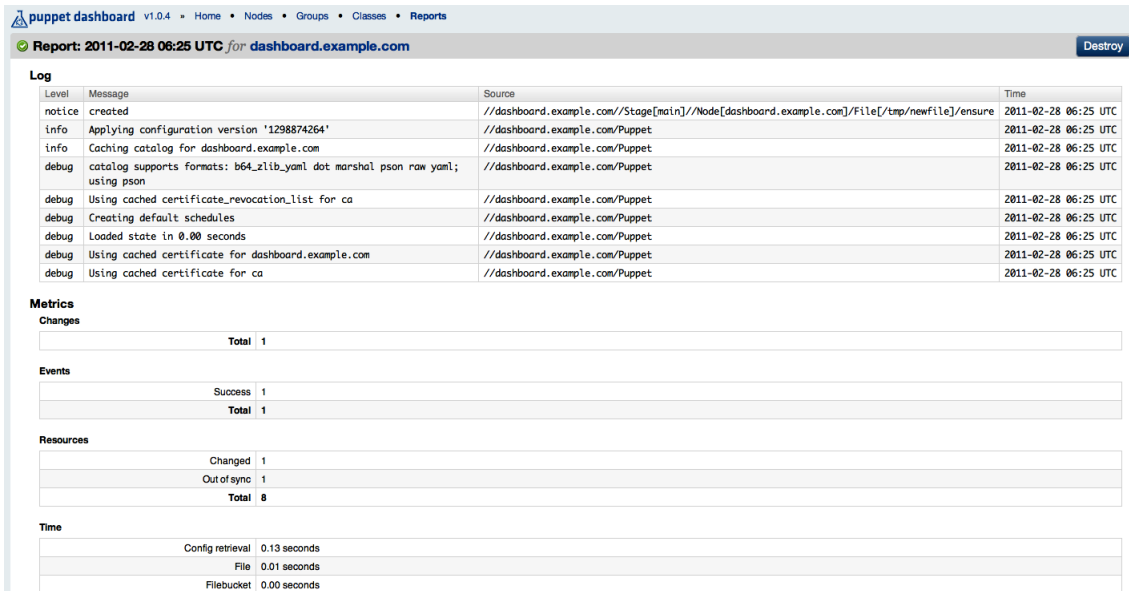 puppet dashboard v1.0.4 » Home • Nodes • Groups • Classes • Reports
Report: 2011-02-28 06:25 UTC for dashboard.example.com Destroy
Log
Level Message Source Time
notice created //dashboard.example.com//Stage[main]//Node[dashboard.example.com]/File[/tmp/newfile]/ensure 2011-02-28 06:25 UTC
info Applying configuration version '1298874264' //dashboard.example.com/Puppet 2011-02-28 06:25 UTC
info Caching catalog for dashboard.example.com //dashboard.example.com/Puppet 2011-02-28 06:25 UTC
debug catalog supports formats: b64_zlib_yaml dot marshal pson raw yaml; //dashboard.example.com/Puppet 2011-02-28 06:25 UTC
using pson
debug Using cached certificate_revocation_list for ca //dashboard.example.com/Puppet 2011-02-28 06:25 UTC
debug Creating default schedules //dashboard.example.com/Puppet 2011-02-28 06:25 UTC
debug Loaded state in 0.00 seconds //dashboard.example.com/Puppet 2011-02-28 06:25 UTC
debug Using cached certificate for dashboard.example.com //dashboard.example.com/Puppet 2011-02-28 06:25 UTC
debug Using cached certificate for ca //dashboard.example.com/Puppet 2011-02-28 06:25 UTC
Metrics
Changes
Total 1
Events
Success 1
Total 1
Resources
Changed 1
Out of sync 1
Total 8
Time
Config retrieval 0.13 seconds
File 0.01 seconds
Filebucket 0.00 seconds